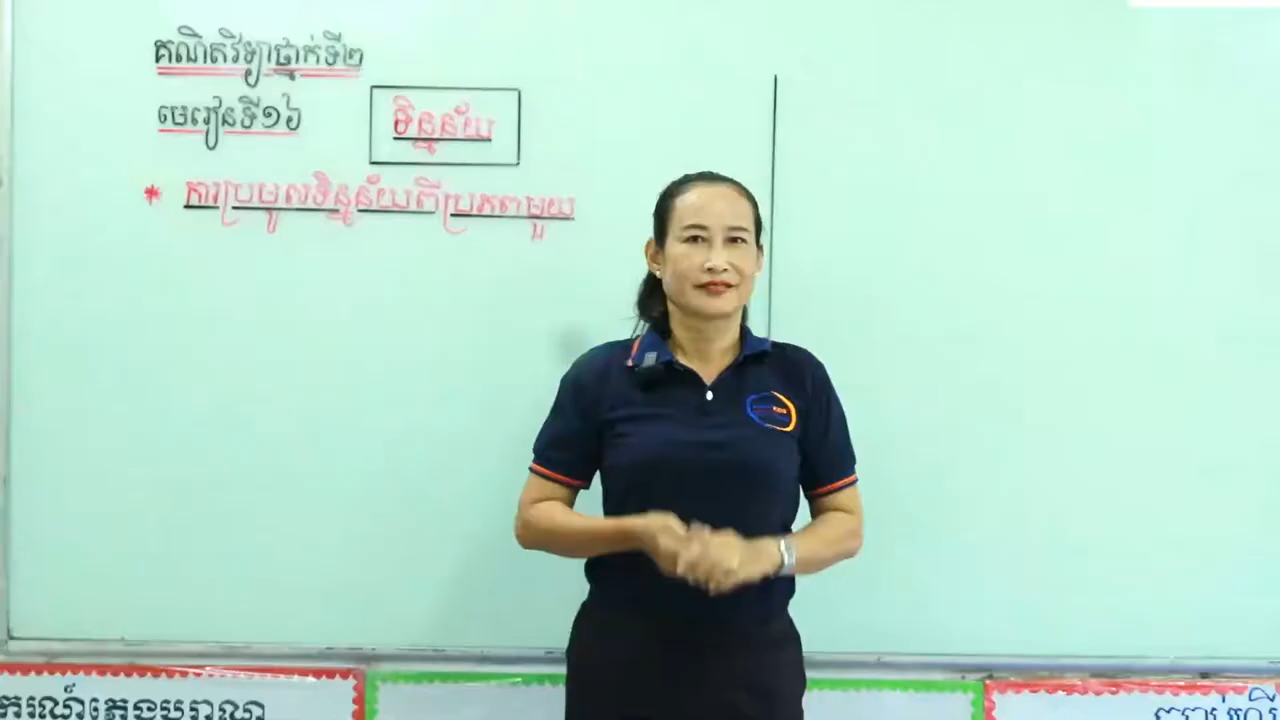 គណិតវិទ្យាថ្នាក់ទី២
មេរៀនទី១៦
ទិន្នន័យ
* ការប្រមូលទិន្នន័យពីប្រភពមួយ